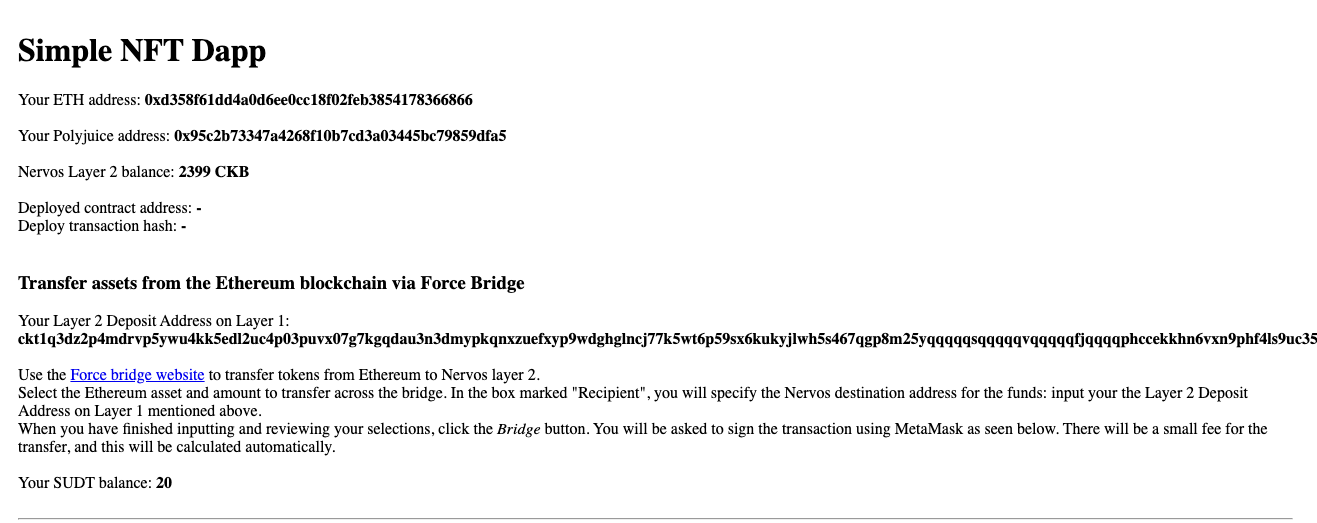 Simple NFT Dapp
Your ETH address: 0xd358f61dd4a0d6ee0cc18f02feb3854178366866
Your Polyjuice address: 0x95c2b73347a4268f10b7cd3a03445bc79859dfa5
Nervos Layer 2 balance: 2399 CKB
Deployed contract address: -
Deploy transaction hash: -
Transfer assets from the Ethereum blockchain via Force Bridge
Your Layer 2 Deposit Address on Layer 1:
ckt1q3dz2p4mdrvp5ywu4kk5edl2uc4p03puvx07g7kgqdau3n3dmypkqnxzuefxyp9wdghglncj77k5wt6p59sx6kukyjlwh5s467qgp8m25yqqqqqsqqqqqvqqqqqfjqqqqphccekkhn6vxn9phf4ls9uc35
Use the Force bridge website to transfer tokens from Ethereum to Nervos layer 2.
Select the Ethereum asset and amount to transfer across the bridge. In the box marked "Recipient", you will specify the Nervos destination address for the funds: input your the Layer 2 Deposit
Address on Layer 1 mentioned above.
When you have finished inputting and reviewing your selections, click the Bridge button. You will be asked to sign the transaction using MetaMask as seen below. There will be a small fee for the
transfer, and this will be calculated automatically.
Your SUDT balance: 20